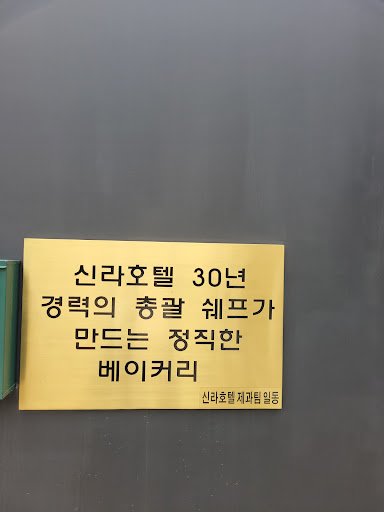 신라호텔 30년
경력의 총괄 쉐프가
만드는 정직한
베이커리
신라호텔 제과팀 일동